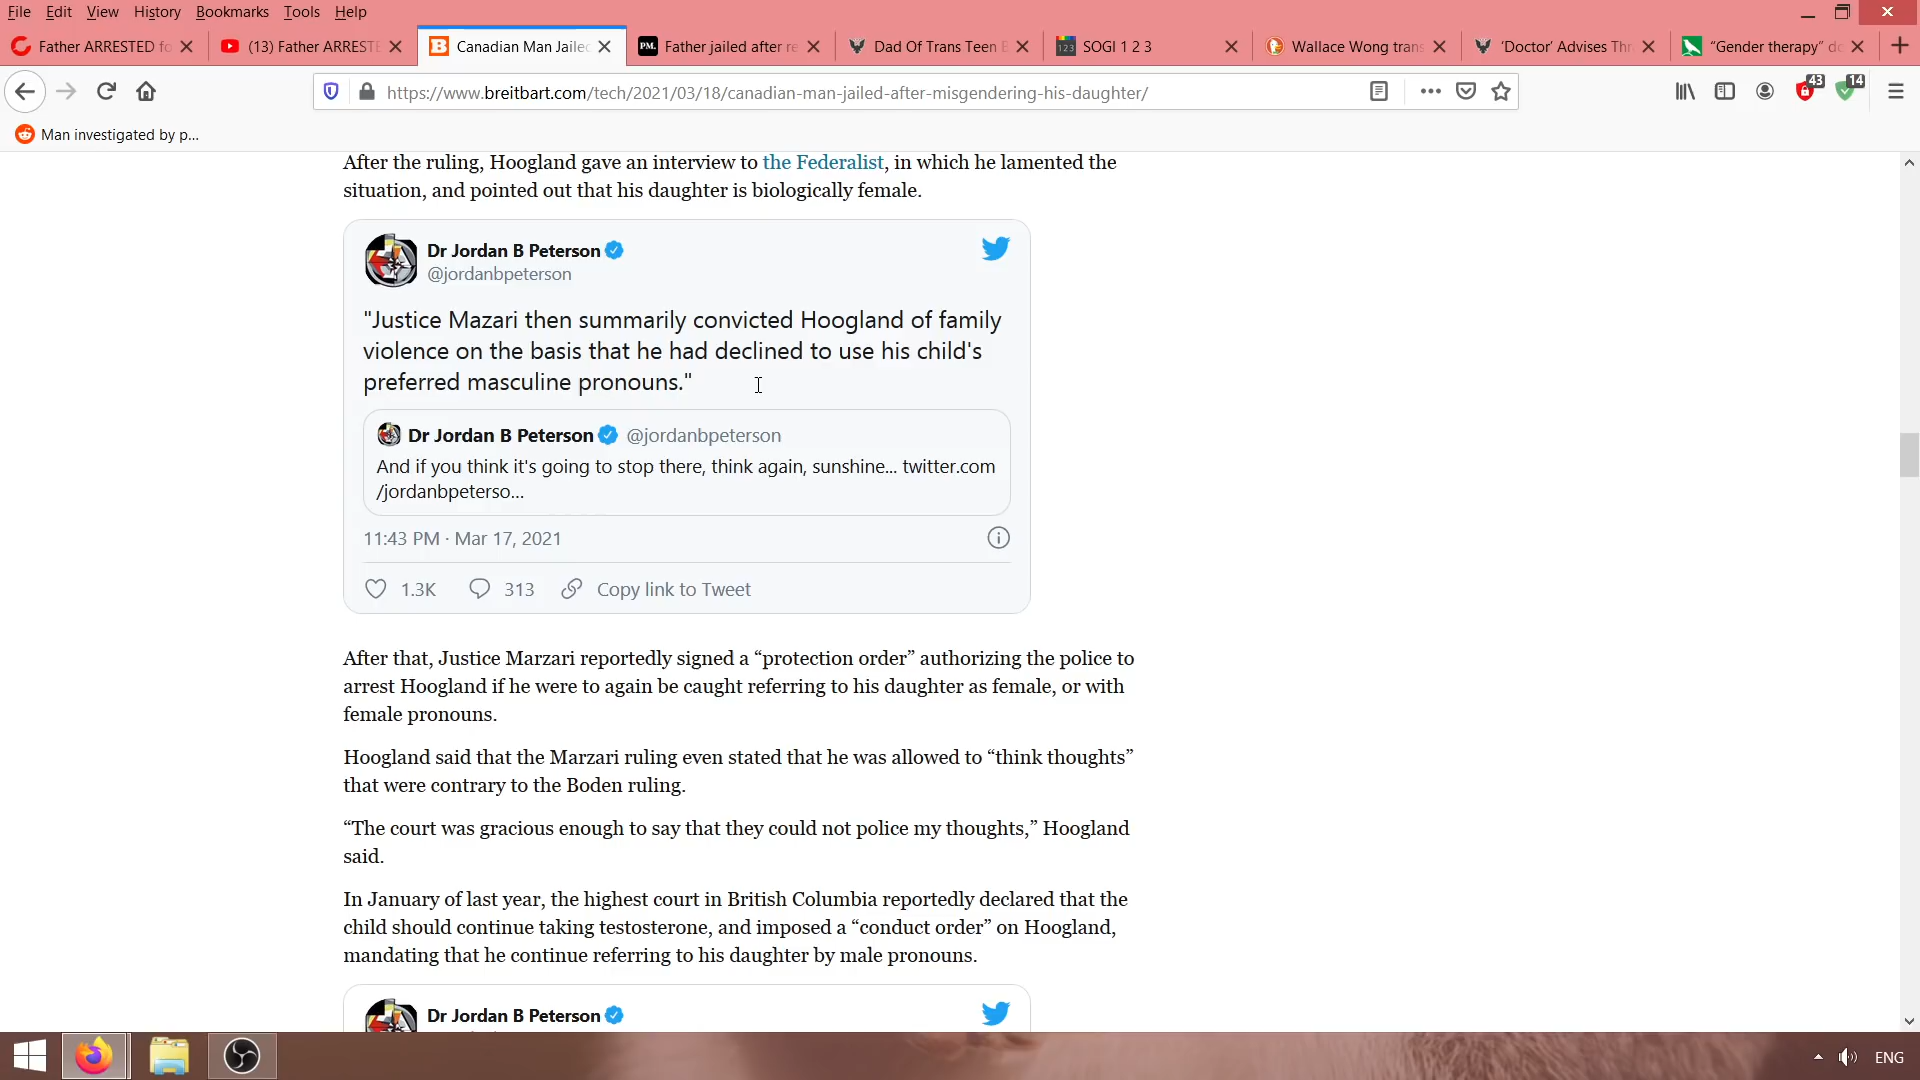 File Edit View History Bookmarks Tools Help
Father ARRESTED fo
(13) Father ARRESTE
Canadian Man Jailed
PM. Father jailed after re
Dad Of Trans Teen B
123 SOGI 1 2 3
Wallace Wong trans
‘Doctor’ Advises Thr
“Gender therapy” do
https://www.breitbart.com/tech/2021/03/18/canadian-man-jailed-after-misgendering-his-daughter/
43
14
Man investigated by p...
After the ruling, Hoogland gave an interview to the Federalist, in which he lamented the
situation, and pointed out that his daughter is biologically female.
Dr Jordan B Peterson
@jordanbpeterson
"Justice Mazari then summarily convicted Hoogland of family
violence on the basis that he had declined to use his child's
preferred masculine pronouns."
Dr Jordan B Peterson @jordanbpeterson
And if you think it's going to stop there, think again, sunshine... twitter.com
/jordanbpeterso...
11:43 PM · Mar 17, 2021
1.3K 313 Copy link to Tweet
After that, Justice Marzari reportedly signed a “protection order” authorizing the police to
arrest Hoogland if he were to again be caught referring to his daughter as female, or with
female pronouns.
Hoogland said that the Marzari ruling even stated that he was allowed to “think thoughts”
that were contrary to the Boden ruling.
“The court was gracious enough to say that they could not police my thoughts,” Hoogland
said.
In January of last year, the highest court in British Columbia reportedly declared that the
child should continue taking testosterone, and imposed a “conduct order” on Hoogland,
mandating that he continue referring to his daughter by male pronouns.
Dr Jordan B Peterson
ENG